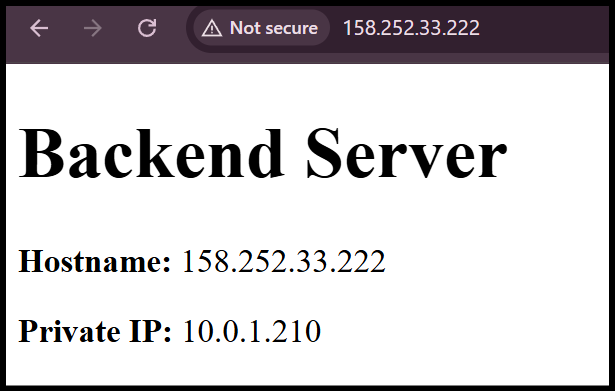 Not secure 158.252.33.222
Backend Server
Hostname: 158.252.33.222
Private IP: 10.0.1.210